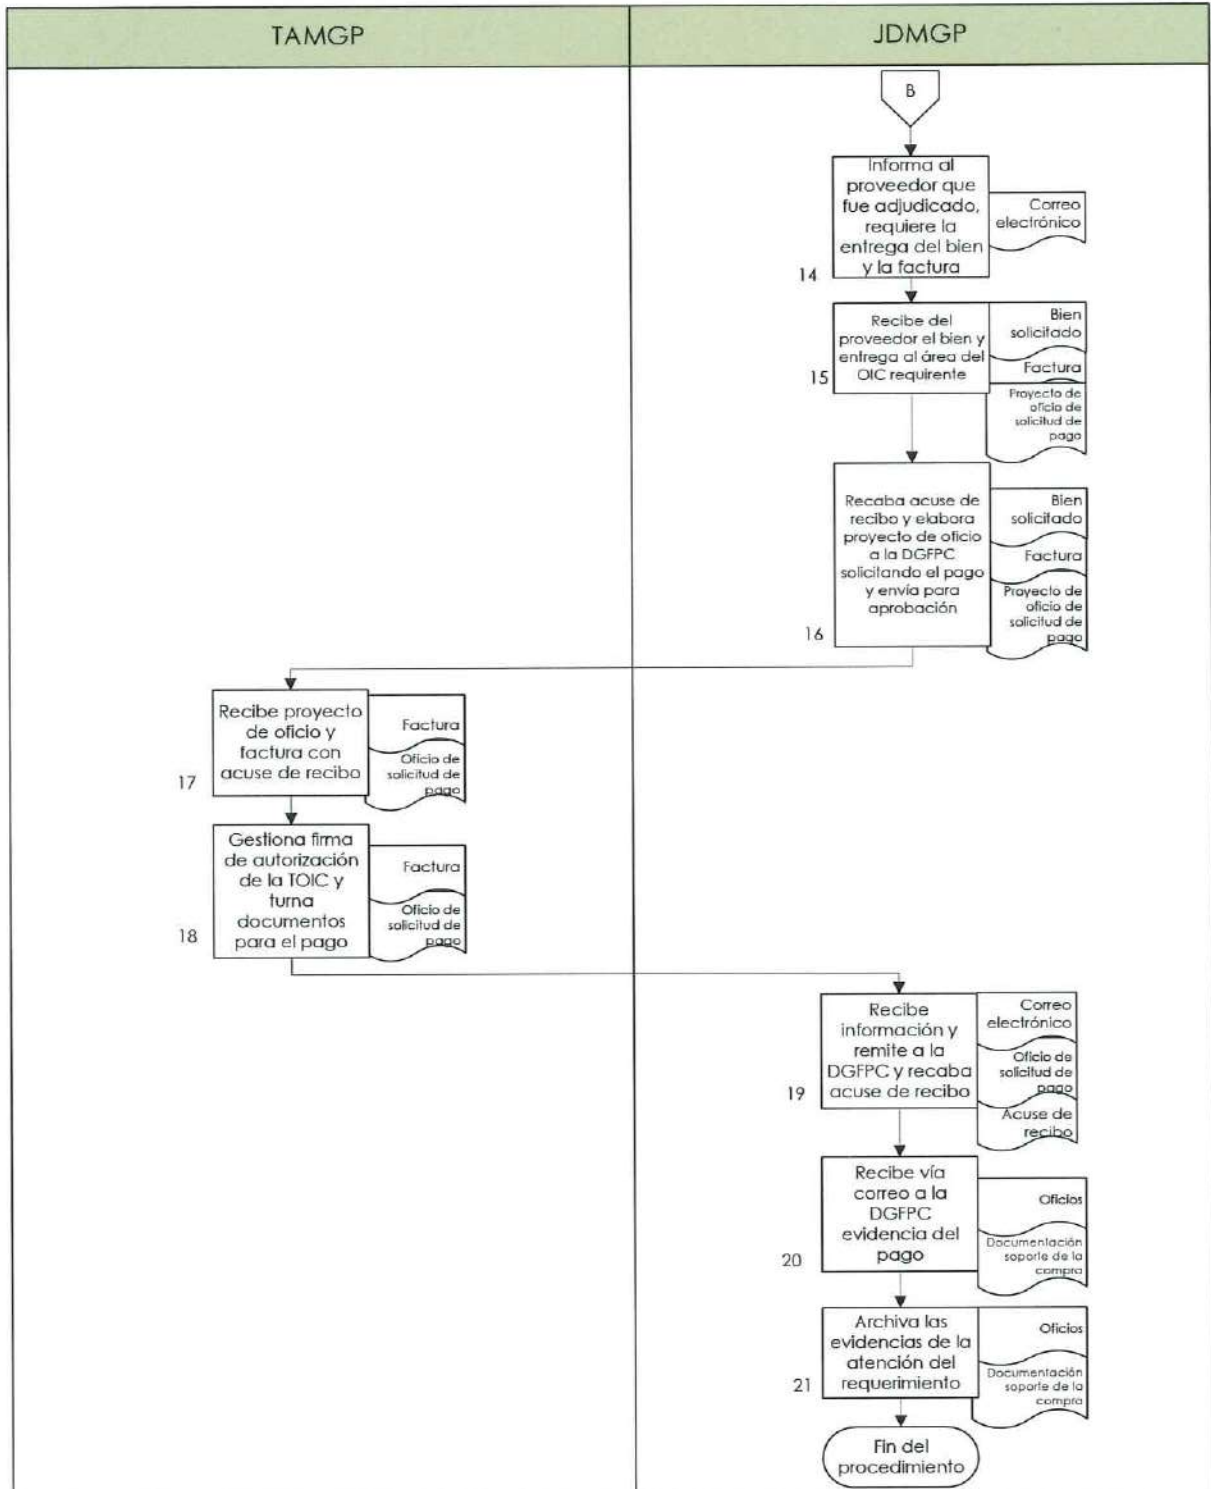 TAMGP
JDMGP
B
Informa al
proveedor que
fue adjudicado,
requiere la
entrega del bien
y la factura
14
Correo
electrónico
Recibe del
proveedor el bien y
entrega al área del
OIC requirente
15
Bien
solicitado
Factura
Proyecto de
oficio de
solicitud de
pago
Recaba acuse de
recibo y elabora
proyecto de oficio
a la DGFPC
solicitando el pago
y envía para
aprobación
16
Bien
solicitado
Factura
Proyecto de
oficio de
solicitud de
pago
Recibe proyecto
de oficio y
factura con
acuse de recibo
17
Factura
Oficio de
solicitud de
pago
Gestiona firma
de autorización
de la TOIC y
turna
documentos
para el pago
18
Factura
Oficio de
solicitud de
pago
Recibe
información y
remite a la
DGFPC y recaba
acuse de recibo
19
Correo
electrónico
Oficio de
solicitud de
pago
Acuse de
recibo
Recibe vía
correo a la
DGFPC
evidencia del
pago
20
Oficios
Documentación
soporte de la
compra
Archiva las
evidencias de la
atención del
requerimiento
21
Oficios
Documentación
soporte de la
compra
Fin del
procedimiento